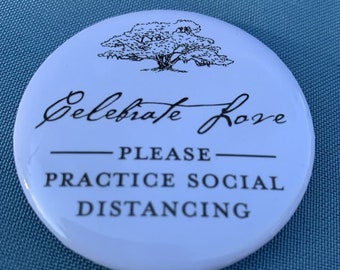 Celebrate Love
PLEASE
PRACTICE SOCIAL
DISTANCING